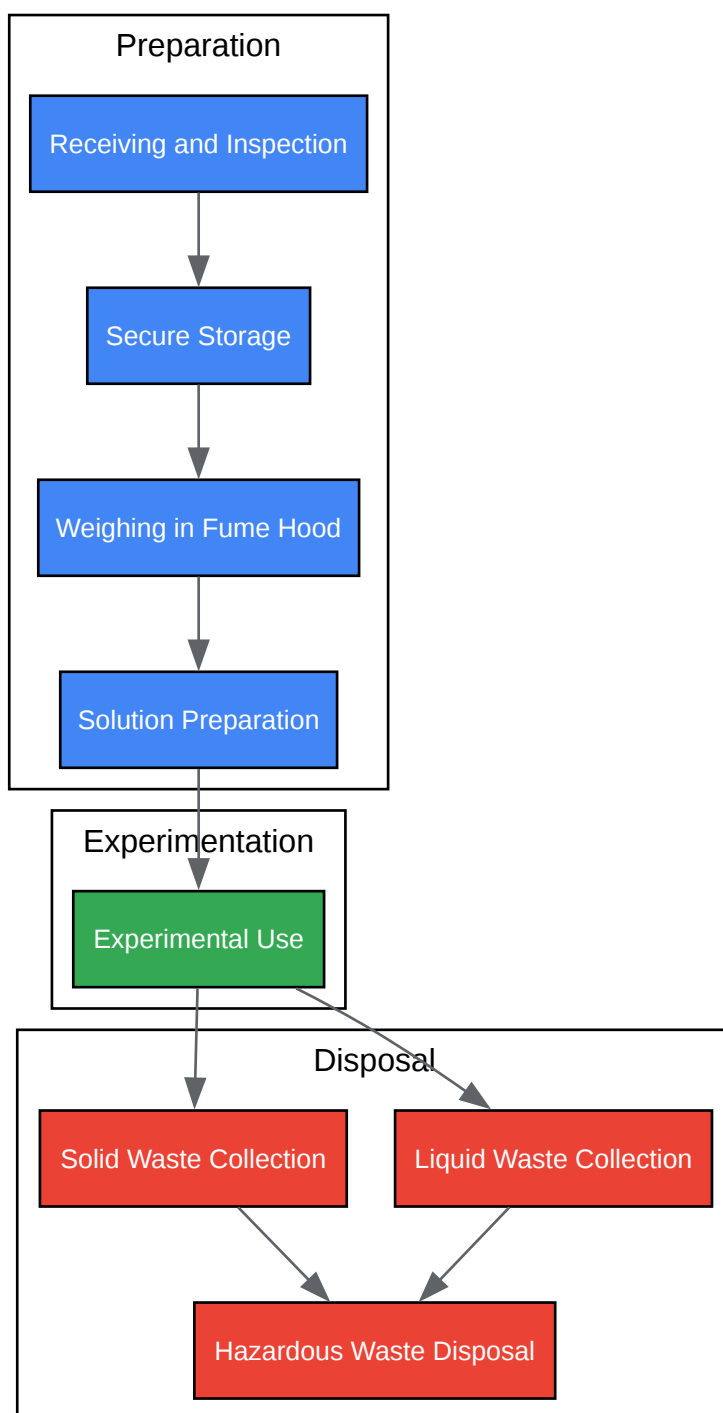 Preparation
Receiving and Inspection
Secure Storage
Weighing in Fume Hood
Solution Preparation
Experimentation
Experimental Use
Disposal
Solid Waste Collection
Liquid Waste Collection
Hazardous Waste Disposal